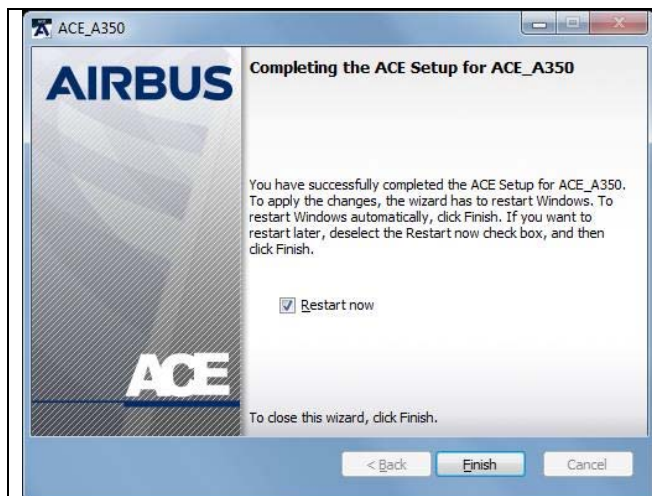 ACE_A350
AIRBUS
Completing the ACE Setup for ACE_A350
You have successfully completed the ACE Setup for ACE_A350.
To apply the changes, the wizard has to restart Windows. To
restart Windows automatically, click Finish. If you want to
restart later, deselect the Restart now check box, and then
click Finish.
Restart now
ACE
To close this wizard, click Finish.
< Back
Finish
Cancel